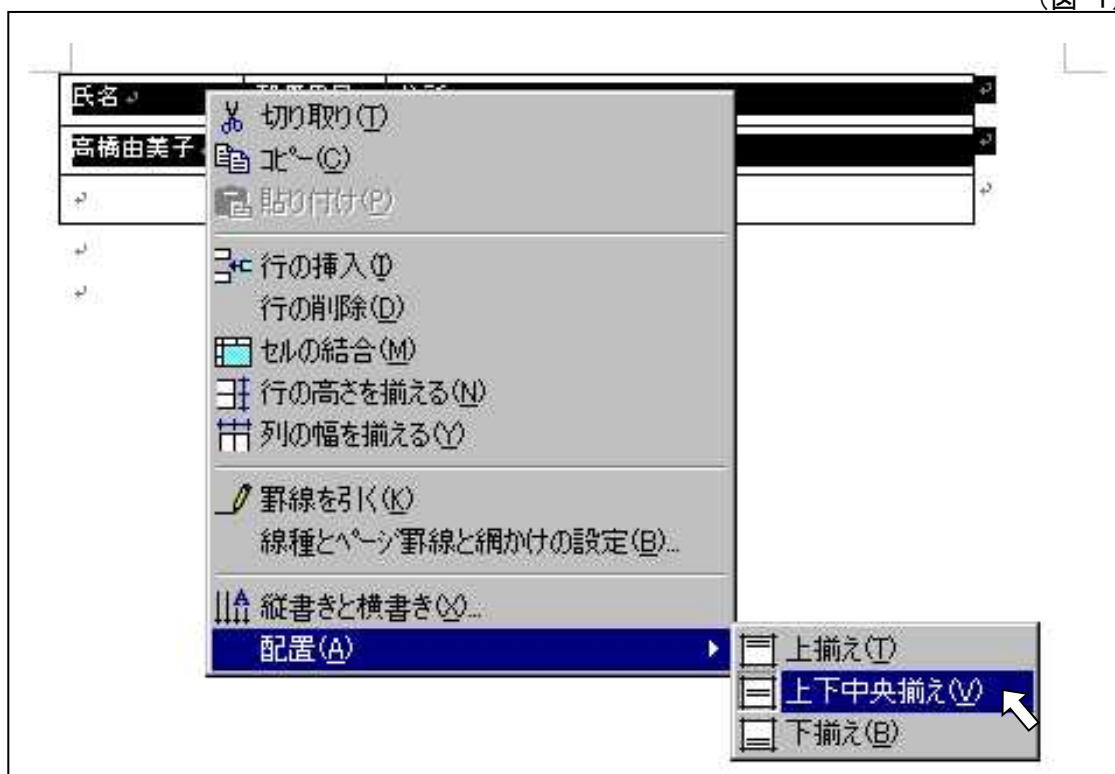 (図 1)
氏名
高橋由美子
切り取り(T)
コピー(C)
貼り付け(P)
行の挿入(I)
行の削除(D)
セルの結合(M)
行の高さを揃える(N)
列の幅を揃える(Y)
罫線を引く(K)
線種とページ罫線と網かけの設定(B)...
縦書きと横書き(X)...
配置(A)
上揃え(T)
上下中央揃え(V)
下揃え(B)